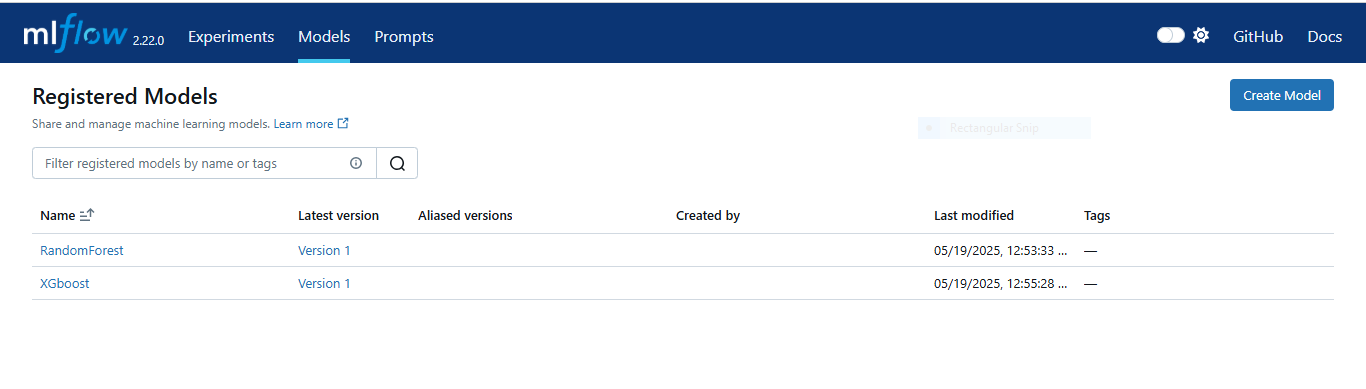 mlflow 2.22.0 Experiments Models Prompts GitHub Docs
Registered Models
Create Model
Share and manage machine learning models. Learn more
Rectangular Snip
Filter registered models by name or tags
Name Latest version Aliased versions Created by Last modified Tags
RandomForest Version 1 05/19/2025, 12:53:33 ... —
XGboost Version 1 05/19/2025, 12:55:28 ... —